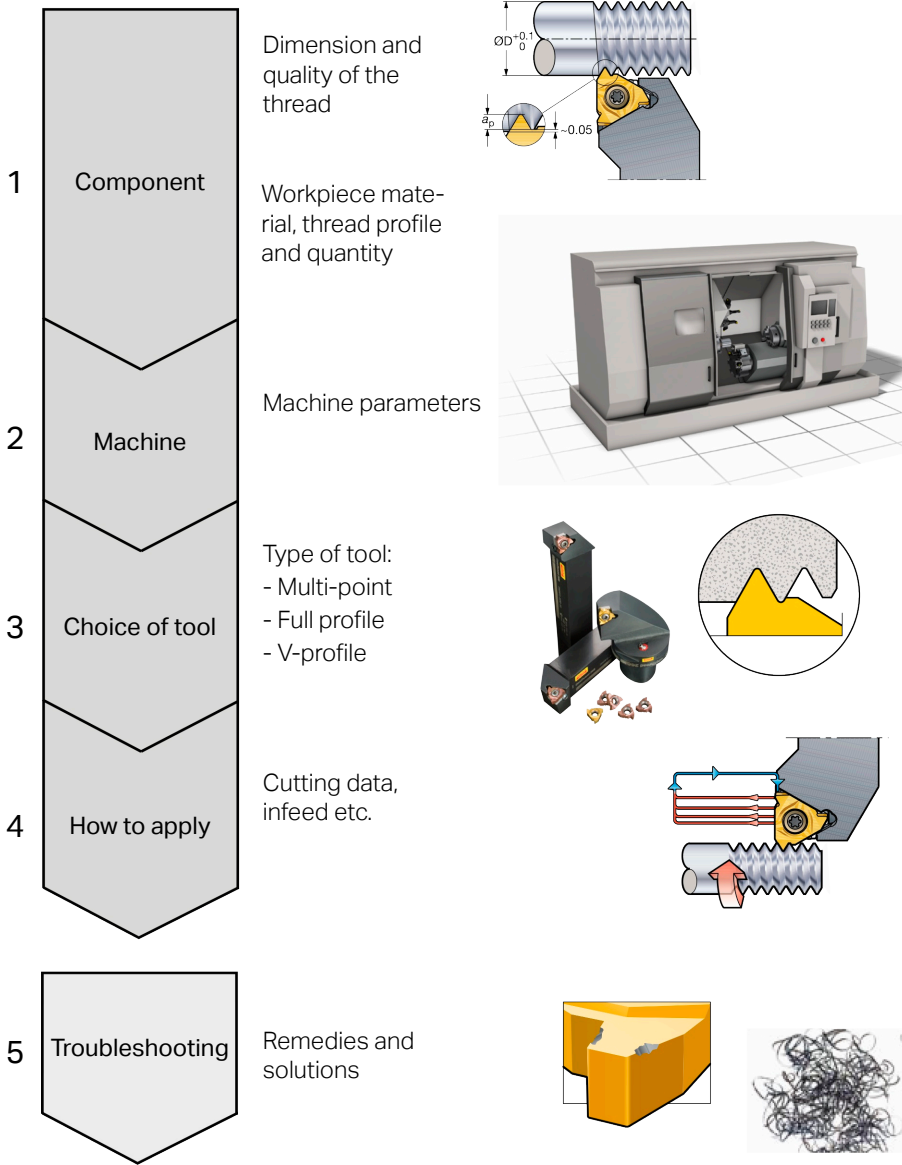 Dimension and
quality of the
thread
ØD +0.1
0
ap
~0.05
1
Component
Workpiece mate-
rial, thread profile
and quantity
2
Machine
Machine parameters
3
Choice of tool
Type of tool:
- Multi-point
- Full profile
- V-profile
4
How to apply
Cutting data,
infeed etc.
5
Troubleshooting
Remedies and
solutions